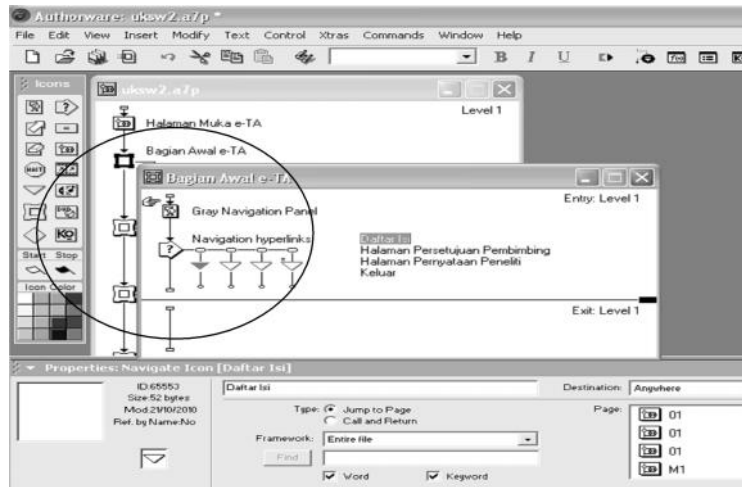 Authorware: uksw2.a7p *
File Edit View Insert Modify Text Control Xtras Commands Window Help
B I U
Icons
uksw2.a7p
Level 1
Halaman Muka e-TA
Bagian Awal e-TA
Bagian Awal e-TA
Entry: Level 1
Gray Navigation Panel
Navigation hyperlinks
Daftar Isi
Halaman Persetujuan Pembimbing
Halaman Pernyataan Peneliti
Keluar
Exit: Level 1
WAIT
KO
Start Stop
Icon Color
Properties: Navigate Icon [Daftar Isi]
ID:65553
Size:52 bytes
Mod:21/10/2010
Ref. by Name:No
Daftar Isi
Destination: Anywhere
Type: Jump to Page
Call and Return
Page: 01
01
01
M1
Framework: Entire file
Find
Word Keyword